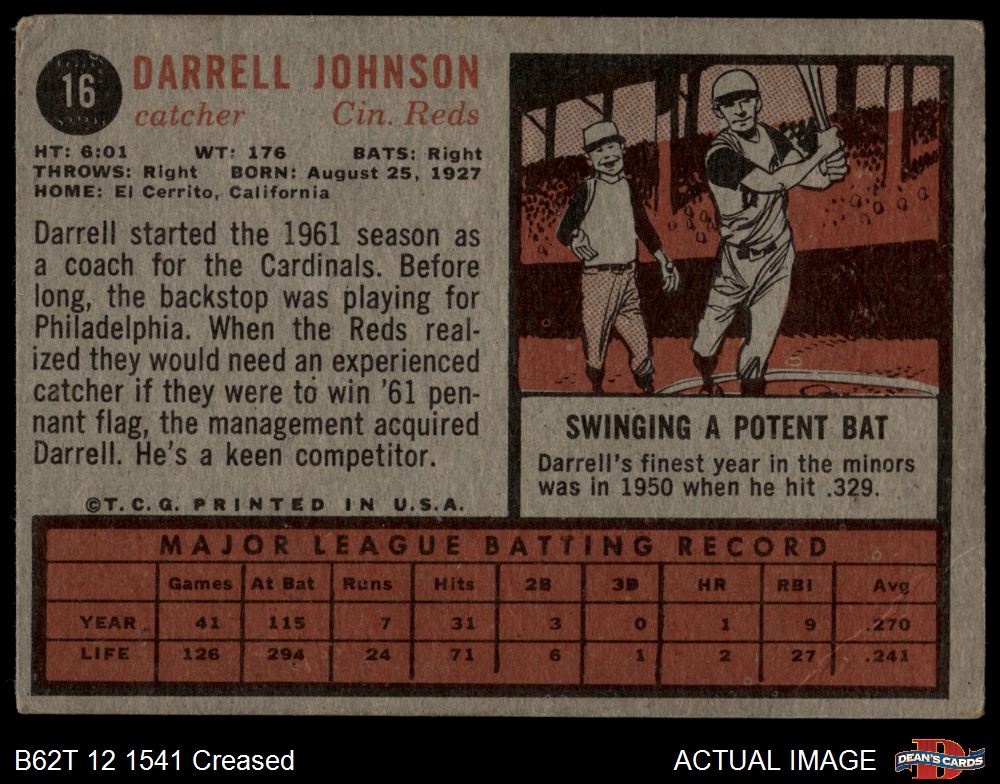 16
DARRELL JOHNSON
catcher Cin. Reds
HT: 6:01 WT: 176 BATS: Right
THROWS: Right BORN: August 25, 1927
HOME: El Cerrito, California
Darrell started the 1961 season as
a coach for the Cardinals. Before
long, the backstop was playing for
Philadelphia. When the Reds real-
ized they would need an experienced
catcher if they were to win '61 pen-
nant flag, the management acquired
Darrell. He's a keen competitor.
©T.C.G. PRINTED IN U.S.A.
SWINGING A POTENT BAT
Darrell's finest year in the minors
was in 1950 when he hit .329.
MAJOR LEAGUE BATTING RECORD
Games At Bat Runs Hits 2B 3B HR RBI Avg
YEAR 41 115 7 31 3 0 1 9 .270
LIFE 126 294 24 71 6 1 2 27 .241
B62T 12 1541 Creased
ACTUAL IMAGE
D
DEAN'S CARDS